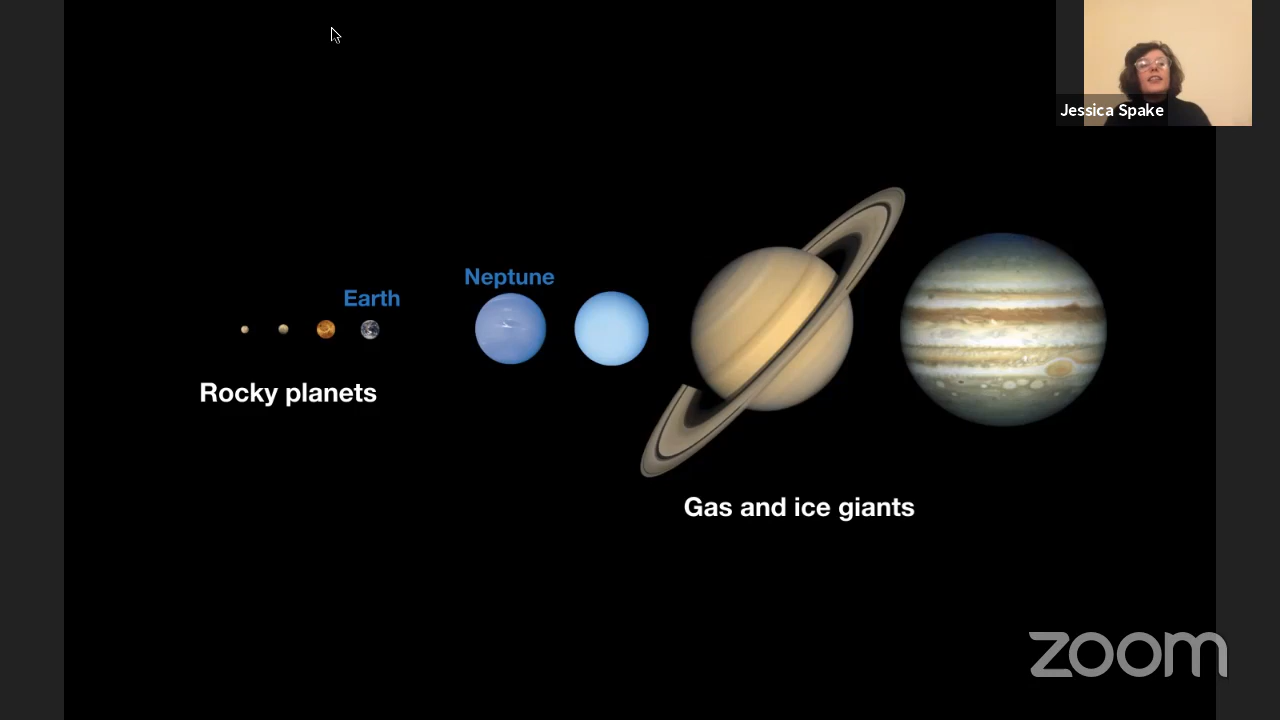 Jessica Spake
Neptune
Earth
Rocky planets
Gas and ice giants
zoom